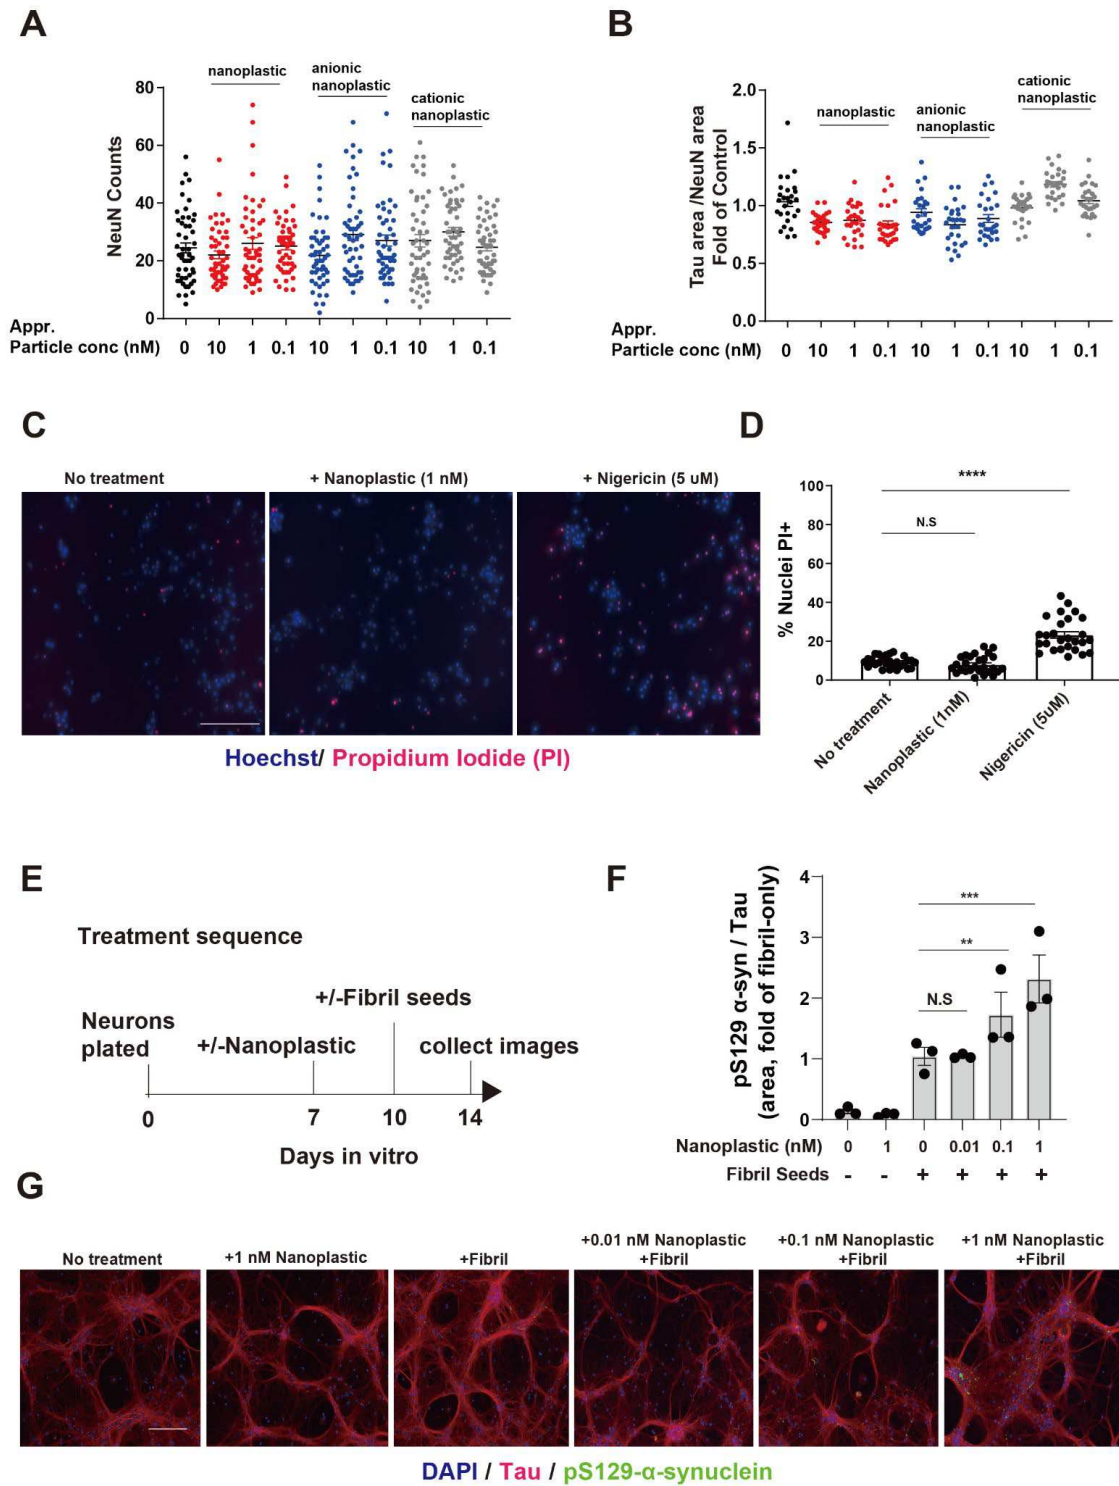 A
nanoplastic
anionic
nanoplastic
cationic
nanoplastic
NeuN Counts
80
60
40
20
0
Appr.
Particle conc (nM) 0 10 1 0.1 10 1 0.1 10 1 0.1
B
nanoplastic
anionic
nanoplastic
cationic
nanoplastic
Tau area /NeuN area
Fold of Control
2.0
1.5
1.0
0.5
0.0
Appr.
Particle conc (nM) 0 10 1 0.1 10 1 0.1 10 1 0.1
C
No treatment
+ Nanoplastic (1 nM)
+ Nigericin (5 uM)
Hoechst/ Propidium Iodide (PI)
D
% Nuclei PI+
100
80
60
40
20
0
****
N.S
No treatment
Nanoplastic (1nM)
Nigericin (5uM)
E
Treatment sequence
+/-Fibril seeds
Neurons
plated
+/-Nanoplastic
collect images
0 7 10 14
Days in vitro
F
pS129 α-syn / Tau
(area, fold of fibril-only)
4
3
2
1
0
***
**
N.S
Nanoplastic (nM) 0 1 0 0.01 0.1 1
Fibril Seeds - - + + + +
G
No treatment
+1 nM Nanoplastic
+Fibril
+0.01 nM Nanoplastic
+Fibril
+0.1 nM Nanoplastic
+Fibril
+1 nM Nanoplastic
+Fibril
DAPI / Tau / pS129-α-synuclein